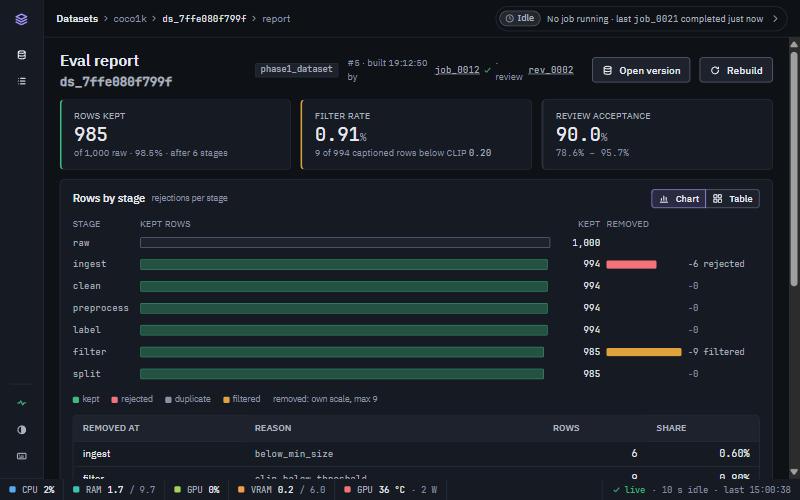 Datasets › coco1k › ds_7ffe080f799f › report
Idle No job running · last job_0021 completed just now
Eval report
ds_7ffe080f799f
phase1_dataset
#5 · built 19:12:50 by job_0012 ✓ · review rev_0002
Open version
Rebuild
ROWS KEPT
985
of 1,000 raw · 98.5% · after 6 stages
FILTER RATE
0.91%
9 of 994 captioned rows below CLIP 0.20
REVIEW ACCEPTANCE
90.0%
78.6% – 95.7%
Rows by stage rejections per stage
Chart Table
STAGE KEPT ROWS KEPT REMOVED
raw 1,000
ingest 994 -6 rejected
clean 994 -0
preprocess 994 -0
label 994 -0
filter 985 -9 filtered
split 985 -0
kept rejected duplicate filtered removed: own scale, max 9
REMOVED AT REASON ROWS SHARE
ingest below_min_size 6 0.60%
filter clip_below_threshold 9 0.90%
CPU 2% RAM 1.7 / 9.7 GPU 0% VRAM 0.2 / 6.0 GPU 36 °C · 2 W
✓ live · 10 s idle · last 15:00:38